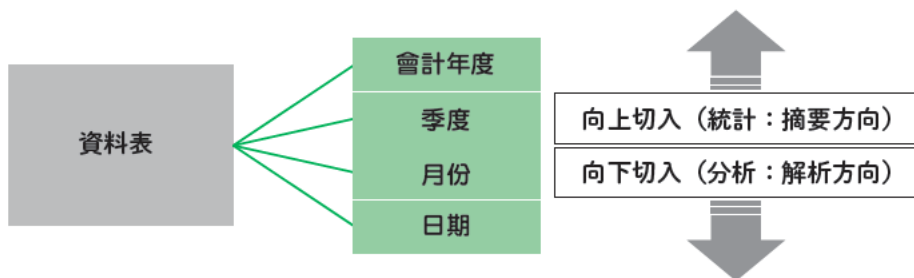 資料表
會計年度
季度
月份
日期
向上切入（統計：摘要方向）
向下切入（分析：解析方向）